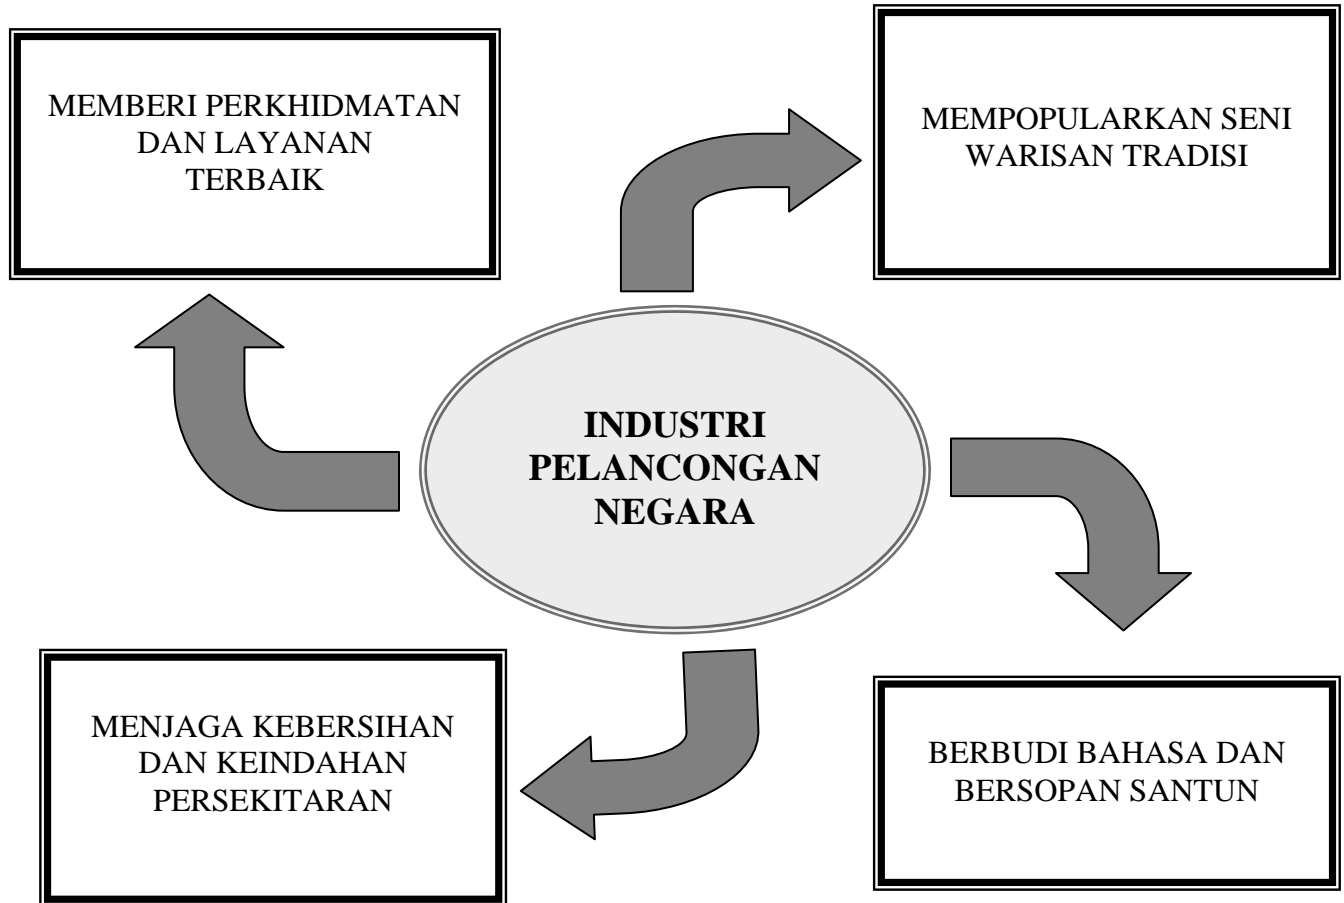 MEMBERI PERKHIDMATAN
DAN LAYANAN
TERBAIK
MEMPOPULARKAN SENI
WARISAN TRADISI
INDUSTRI
PELANCONGAN
NEGARA
MENJAGA KEBERSIHAN
DAN KEINDAHAN
PERSEKITARAN
BERBUDI BAHASA DAN
BERSOPAN SANTUN